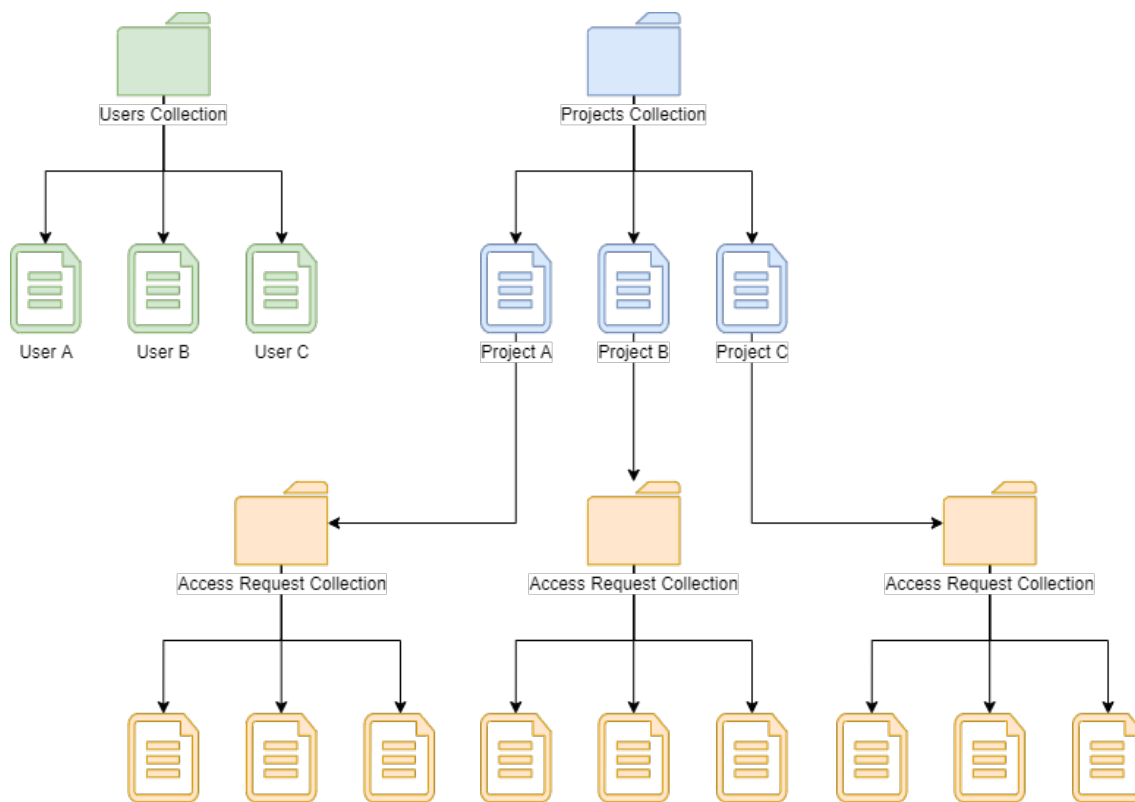 Users Collection
Projects Collection
User A
User B
User C
Project A
Project B
Project C
Access Request Collection
Access Request Collection
Access Request Collection